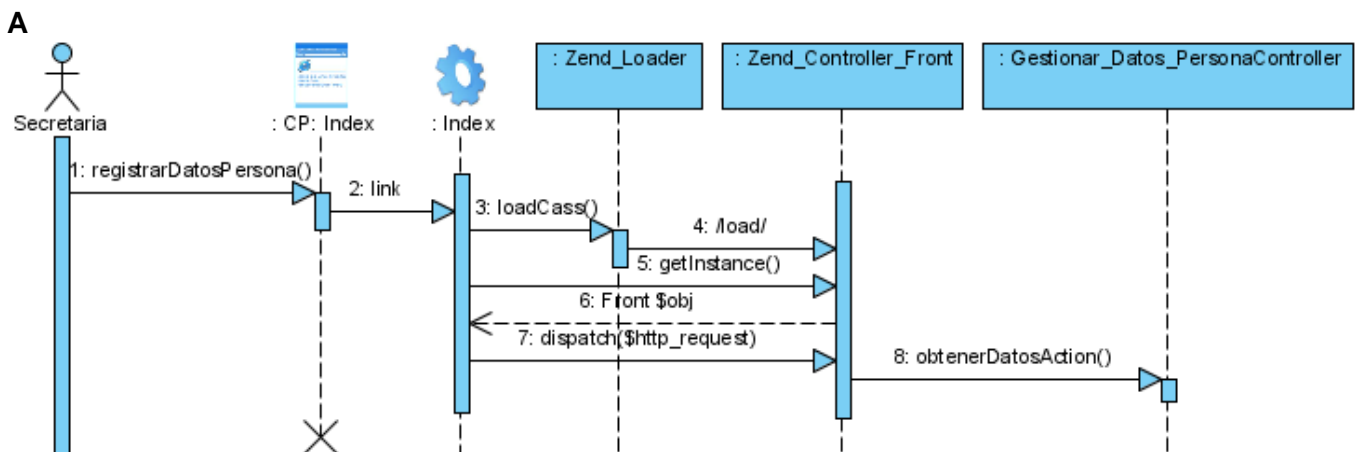 A
: Zend_Loader
: Zend_Controller_Front
: Gestionar_Datos_PersonaController
Secretaria
: CP: Index
: Index
1: registrarDatosPersona()
2: link
3: loadCass()
4: /load/
5: getInstance()
6: Front $obj
7: dispatch($http_request)
8: obtenerDatosAction()